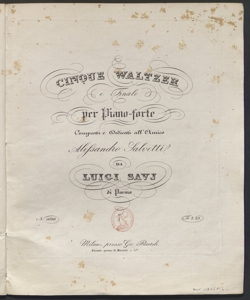 CINQUE WALTZER
e Finale
per Piano-forte
Composti e Dedicati all'Amico
Alessandro Salvotti
DA
LUIGI SAVJ
di Parma
Milano presso Gio. Ricordi